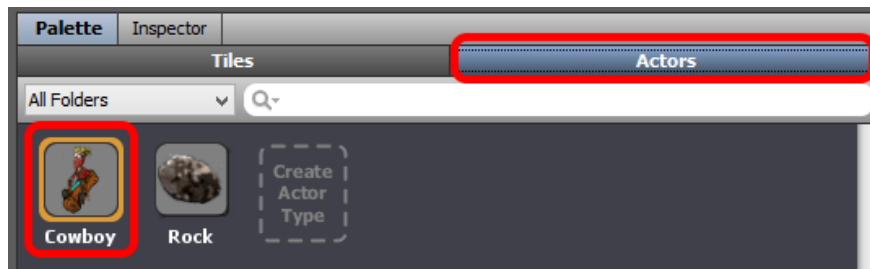 Palette Inspector
Tiles Actors
All Folders
Create
Actor
Type
Cowboy Rock